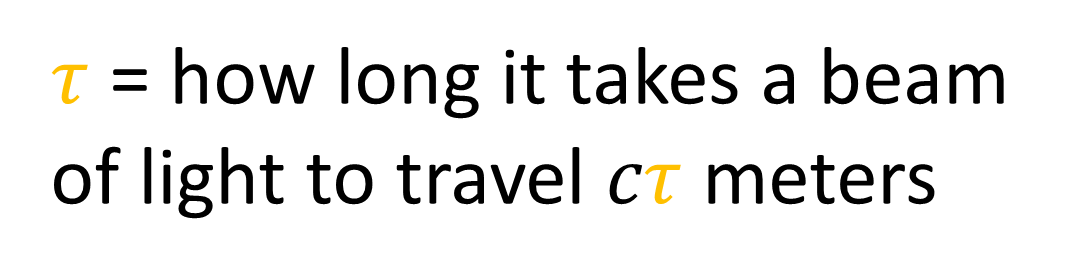 τ = how long it takes a beam
of light to travel cτ meters